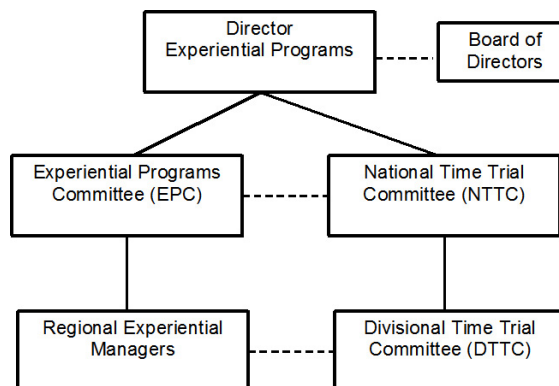 Director
Experiential Programs
Board of
Directors
Experiential Programs
Committee (EPC)
National Time Trial
Committee (NTTC)
Regional Experiential
Managers
Divisional Time Trial
Committee (DTTC)